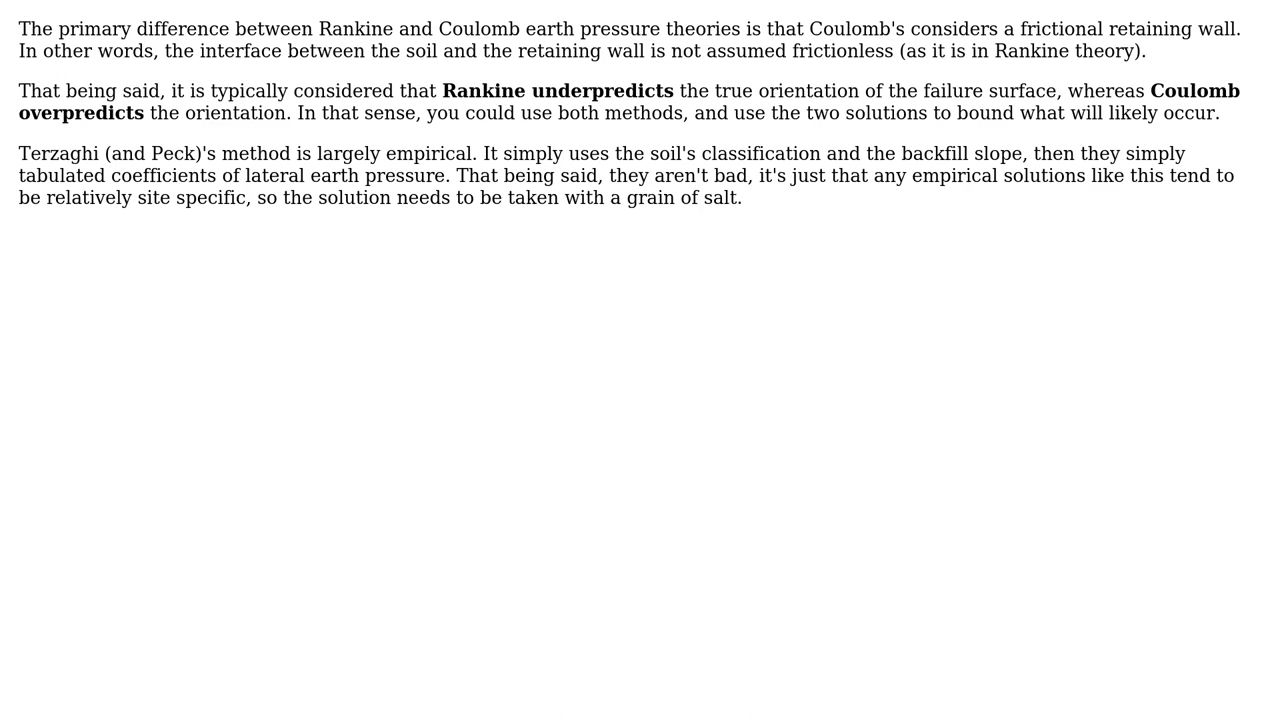 The primary difference between Rankine and Coulomb earth pressure theories is that Coulomb's considers a frictional retaining wall.
In other words, the interface between the soil and the retaining wall is not assumed frictionless (as it is in Rankine theory).
That being said, it is typically considered that Rankine underpredicts the true orientation of the failure surface, whereas Coulomb
overpredicts the orientation. In that sense, you could use both methods, and use the two solutions to bound what will likely occur.
Terzaghi (and Peck)'s method is largely empirical. It simply uses the soil's classification and the backfill slope, then they simply
tabulated coefficients of lateral earth pressure. That being said, they aren't bad, it's just that any empirical solutions like this tend to
be relatively site specific, so the solution needs to be taken with a grain of salt.